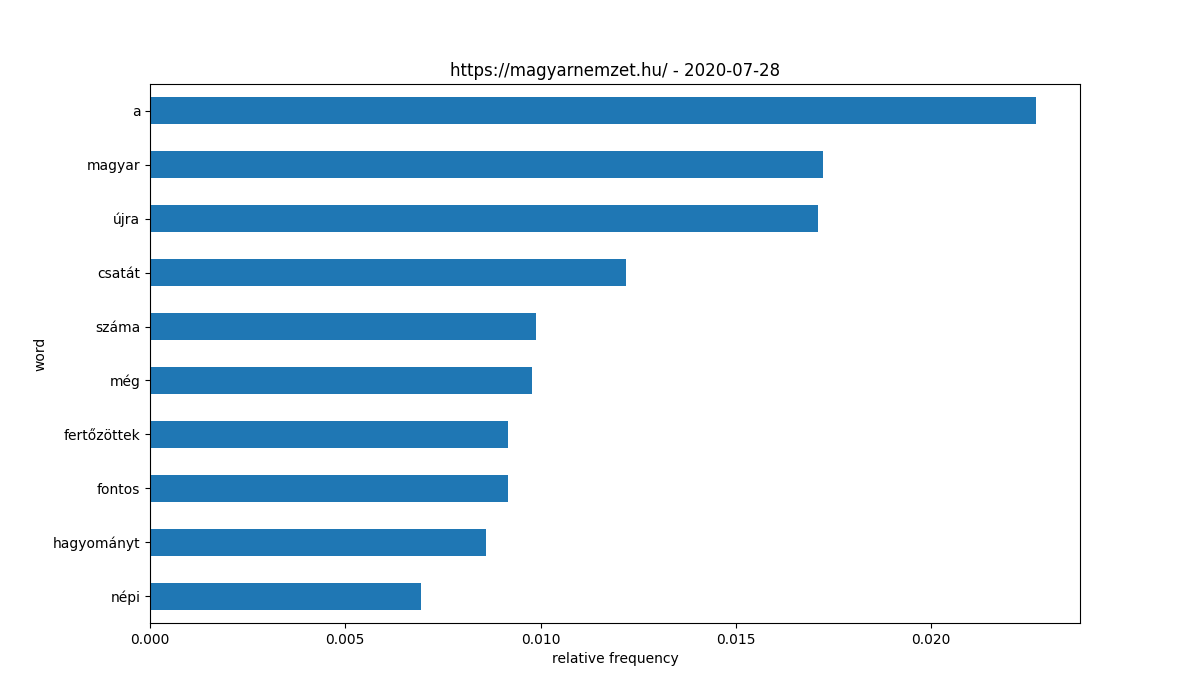 https://magyarnemzet.hu/ - 2020-07-28
a
magyar
újra
csatát
száma
még
fertőzöttek
fontos
hagyományt
népi
word
0.000 0.005 0.010 0.015 0.020
relative frequency